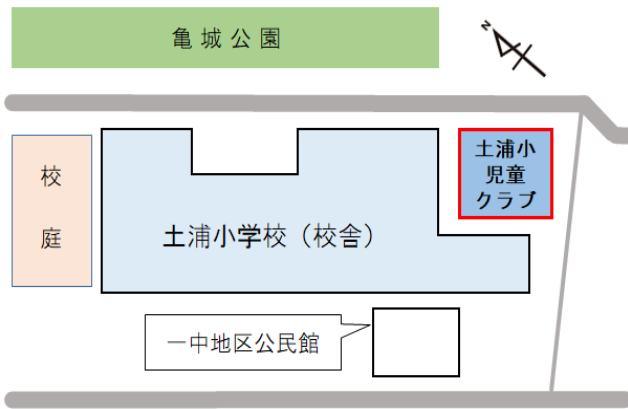 亀城公園
N
土浦小
児童
クラブ
校
庭
土浦小学校（校舎）
一中地区公民館